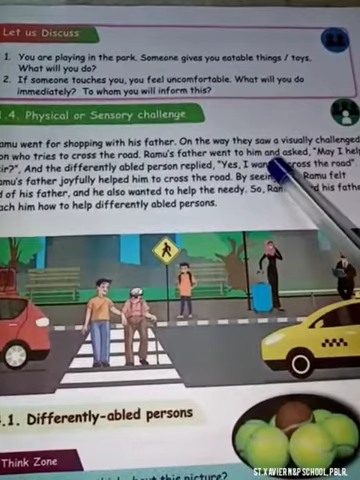 Let us Discuss
1. You are playing in the park. Someone gives you eatable things / toys.
What will you do?
2. If someone touches you, you feel uncomfortable. What will you do
immediately? To whom you will inform this?
.4. Physical or Sensory challenge
amu went for shopping with his father. On the way they saw a visually challenged
on who tries to cross the road. Ramu's father went to him and asked, "May I help
ir?", And the differently abled person replied, "Yes, I wan cross the road".
amu's father joyfully helped him to cross the road. By seein Ramu felt
d of his father, and he also wanted to help the needy. So, Ram d his fathe
ach him how to help differently abled persons.
.1. Differently-abled persons
Think Zone
about this picture?
ST.XAVIER N&P SCHOOL, PBLR.